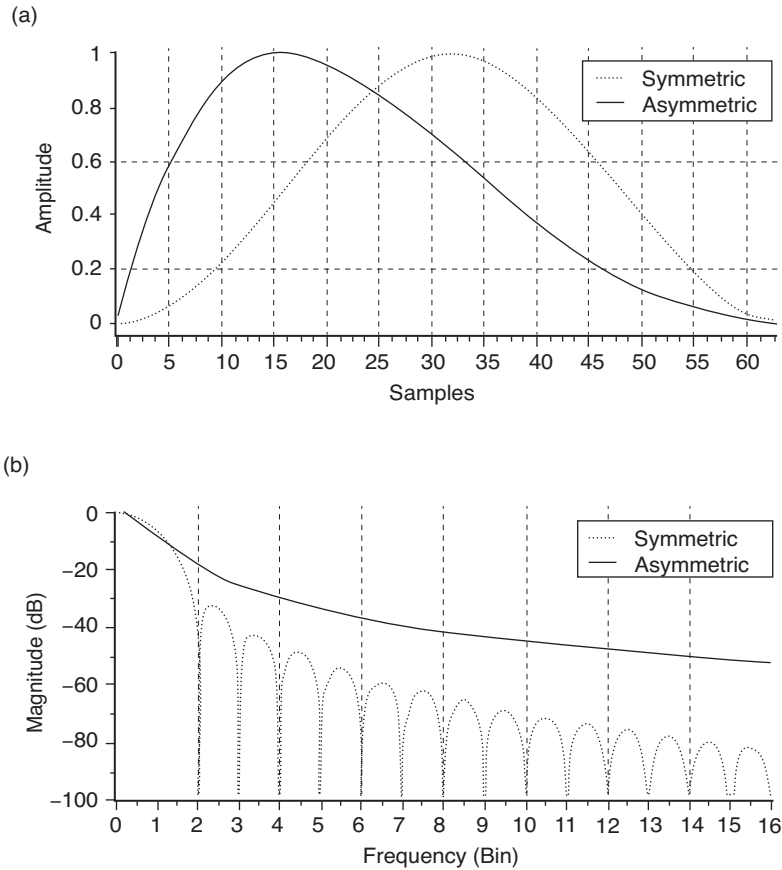 (a)
1
0.8
0.6
0.4
0.2
0
Amplitude
Symmetric
Asymmetric
0 5 10 15 20 25 30 35 40 45 50 55 60
Samples
(b)
0
−20
−40
−60
−80
−100
Magnitude (dB)
Symmetric
Asymmetric
0 1 2 3 4 5 6 7 8 9 10 11 12 13 14 15 16
Frequency (Bin)